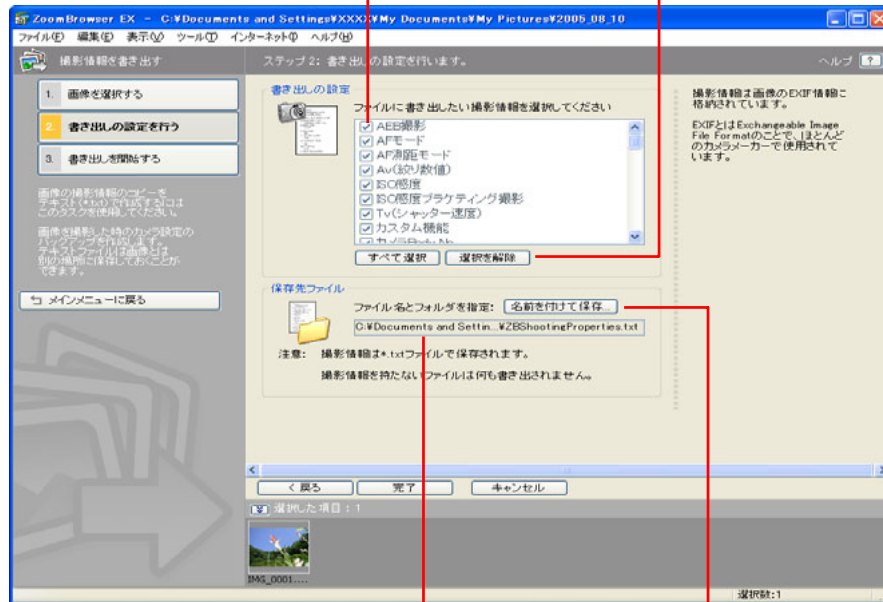 ZoomBrowser EX - C:¥Documents and Settings¥XXXX¥My Documents¥My Pictures¥2005_08_10
ファイル(F) 編集(E) 表示(V) ツール(T) インターネット(I) ヘルプ(H)
撮影情報を書き出す
ステップ 2: 書き出しの設定を行います。
ヘルプ ?
1. 画像を選択する
2. 書き出しの設定を行う
3. 書き出しを開始する
画像の撮影情報のコピーを
テキスト(*.txt)で作成するには
このタスクを使用してください。
画像を撮影した時のカメラ設定の
バックアップを作成します。
テキストファイルは画像とは
別の場所に保存しておくことが
できます。
メインメニューに戻る
書き出しの設定
ファイルに書き出したい撮影情報を選択してください
AEB撮影
AFモード
AF測距モード
Av(絞り数値)
ISO感度
ISO感度ブラケティング撮影
Tv(シャッター速度)
カスタム機能
カメラBody No.
すべて選択 選択を解除
保存先ファイル
ファイル名とフォルダを指定: 名前を付けて保存...
C:¥Documents and Settin...¥ZBShootingProperties.txt
注意: 撮影情報は*.txtファイルで保存されます。
撮影情報を持たないファイルは何も書き出されません。
撮影情報は画像のEXIF情報に
格納されています。
EXIFとはExchangeable Image
File Formatのことで、ほとんど
のカメラメーカーで使用されて
います。
< 戻る 完了 キャンセル
選択した項目 : 1
IMG_0001....
選択数:1